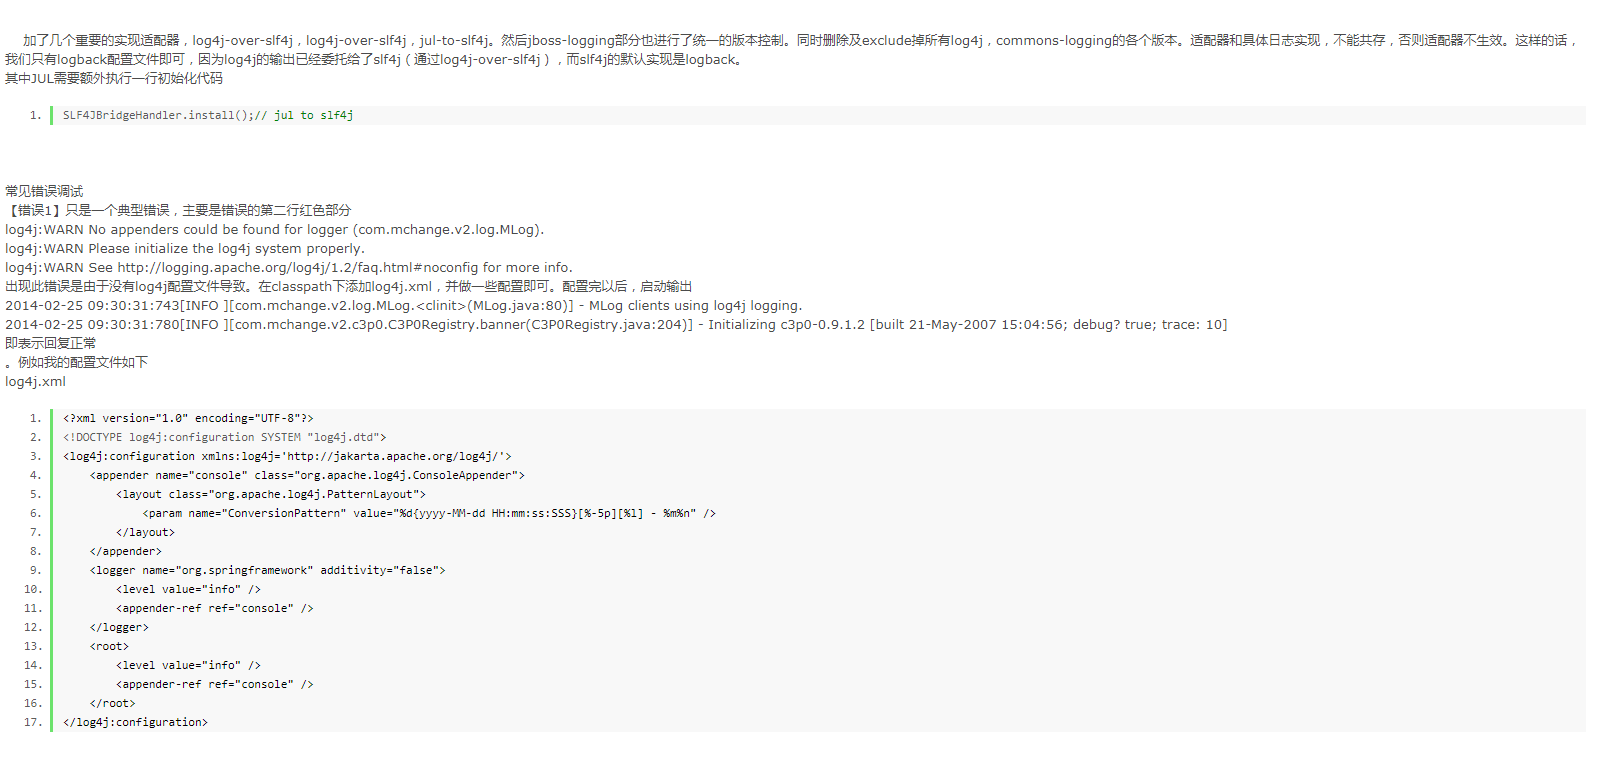 加了几个重要的实现适配器，log4j-over-slf4j，log4j-over-slf4j，jul-to-slf4j。然后jboss-logging部分也进行了统一的版本控制。同时删除及exclude掉所有log4j，commons-logging的各个版本。适配器和具体日志实现，不能共存，否则适配器不生效。这样的话，
我们只有logback配置文件即可，因为log4j的输出已经委托给了slf4j（通过log4j-over-slf4j），而slf4j的默认实现是logback。
其中JUL需要额外执行一行初始化代码
1. SLF4JBridgeHandler.install();// jul to slf4j
常见错误调试
【错误1】只是一个典型错误，主要是错误的第二行红色部分
log4j:WARN No appenders could be found for logger (com.mchange.v2.log.MLog).
log4j:WARN Please initialize the log4j system properly.
log4j:WARN See http://logging.apache.org/log4j/1.2/faq.html#noconfig for more info.
出现此错误是由于没有log4j配置文件导致。在classpath下添加log4j.xml，并做一些配置即可。配置完以后，启动输出
2014-02-25 09:30:31:743[INFO ][com.mchange.v2.log.MLog.<clinit>(MLog.java:80)] - MLog clients using log4j logging.
2014-02-25 09:30:31:780[INFO ][com.mchange.v2.c3p0.C3P0Registry.banner(C3P0Registry.java:204)] - Initializing c3p0-0.9.1.2 [built 21-May-2007 15:04:56; debug? true; trace: 10]
即表示回复正常
。例如我的配置文件如下
log4j.xml
1. <?xml version="1.0" encoding="UTF-8"?>
2. <!DOCTYPE log4j:configuration SYSTEM "log4j.dtd">
3. <log4j:configuration xmlns:log4j='http://jakarta.apache.org/log4j/'>
4. <appender name="console" class="org.apache.log4j.ConsoleAppender">
5. <layout class="org.apache.log4j.PatternLayout">
6. <param name="ConversionPattern" value="%d{yyyy-MM-dd HH:mm:ss:SSS}[%-5p][%l] - %m%n" />
7. </layout>
8. </appender>
9. <logger name="org.springframework" additivity="false">
10. <level value="info" />
11. <appender-ref ref="console" />
12. </logger>
13. <root>
14. <level value="info" />
15. <appender-ref ref="console" />
16. </root>
17. </log4j:configuration>